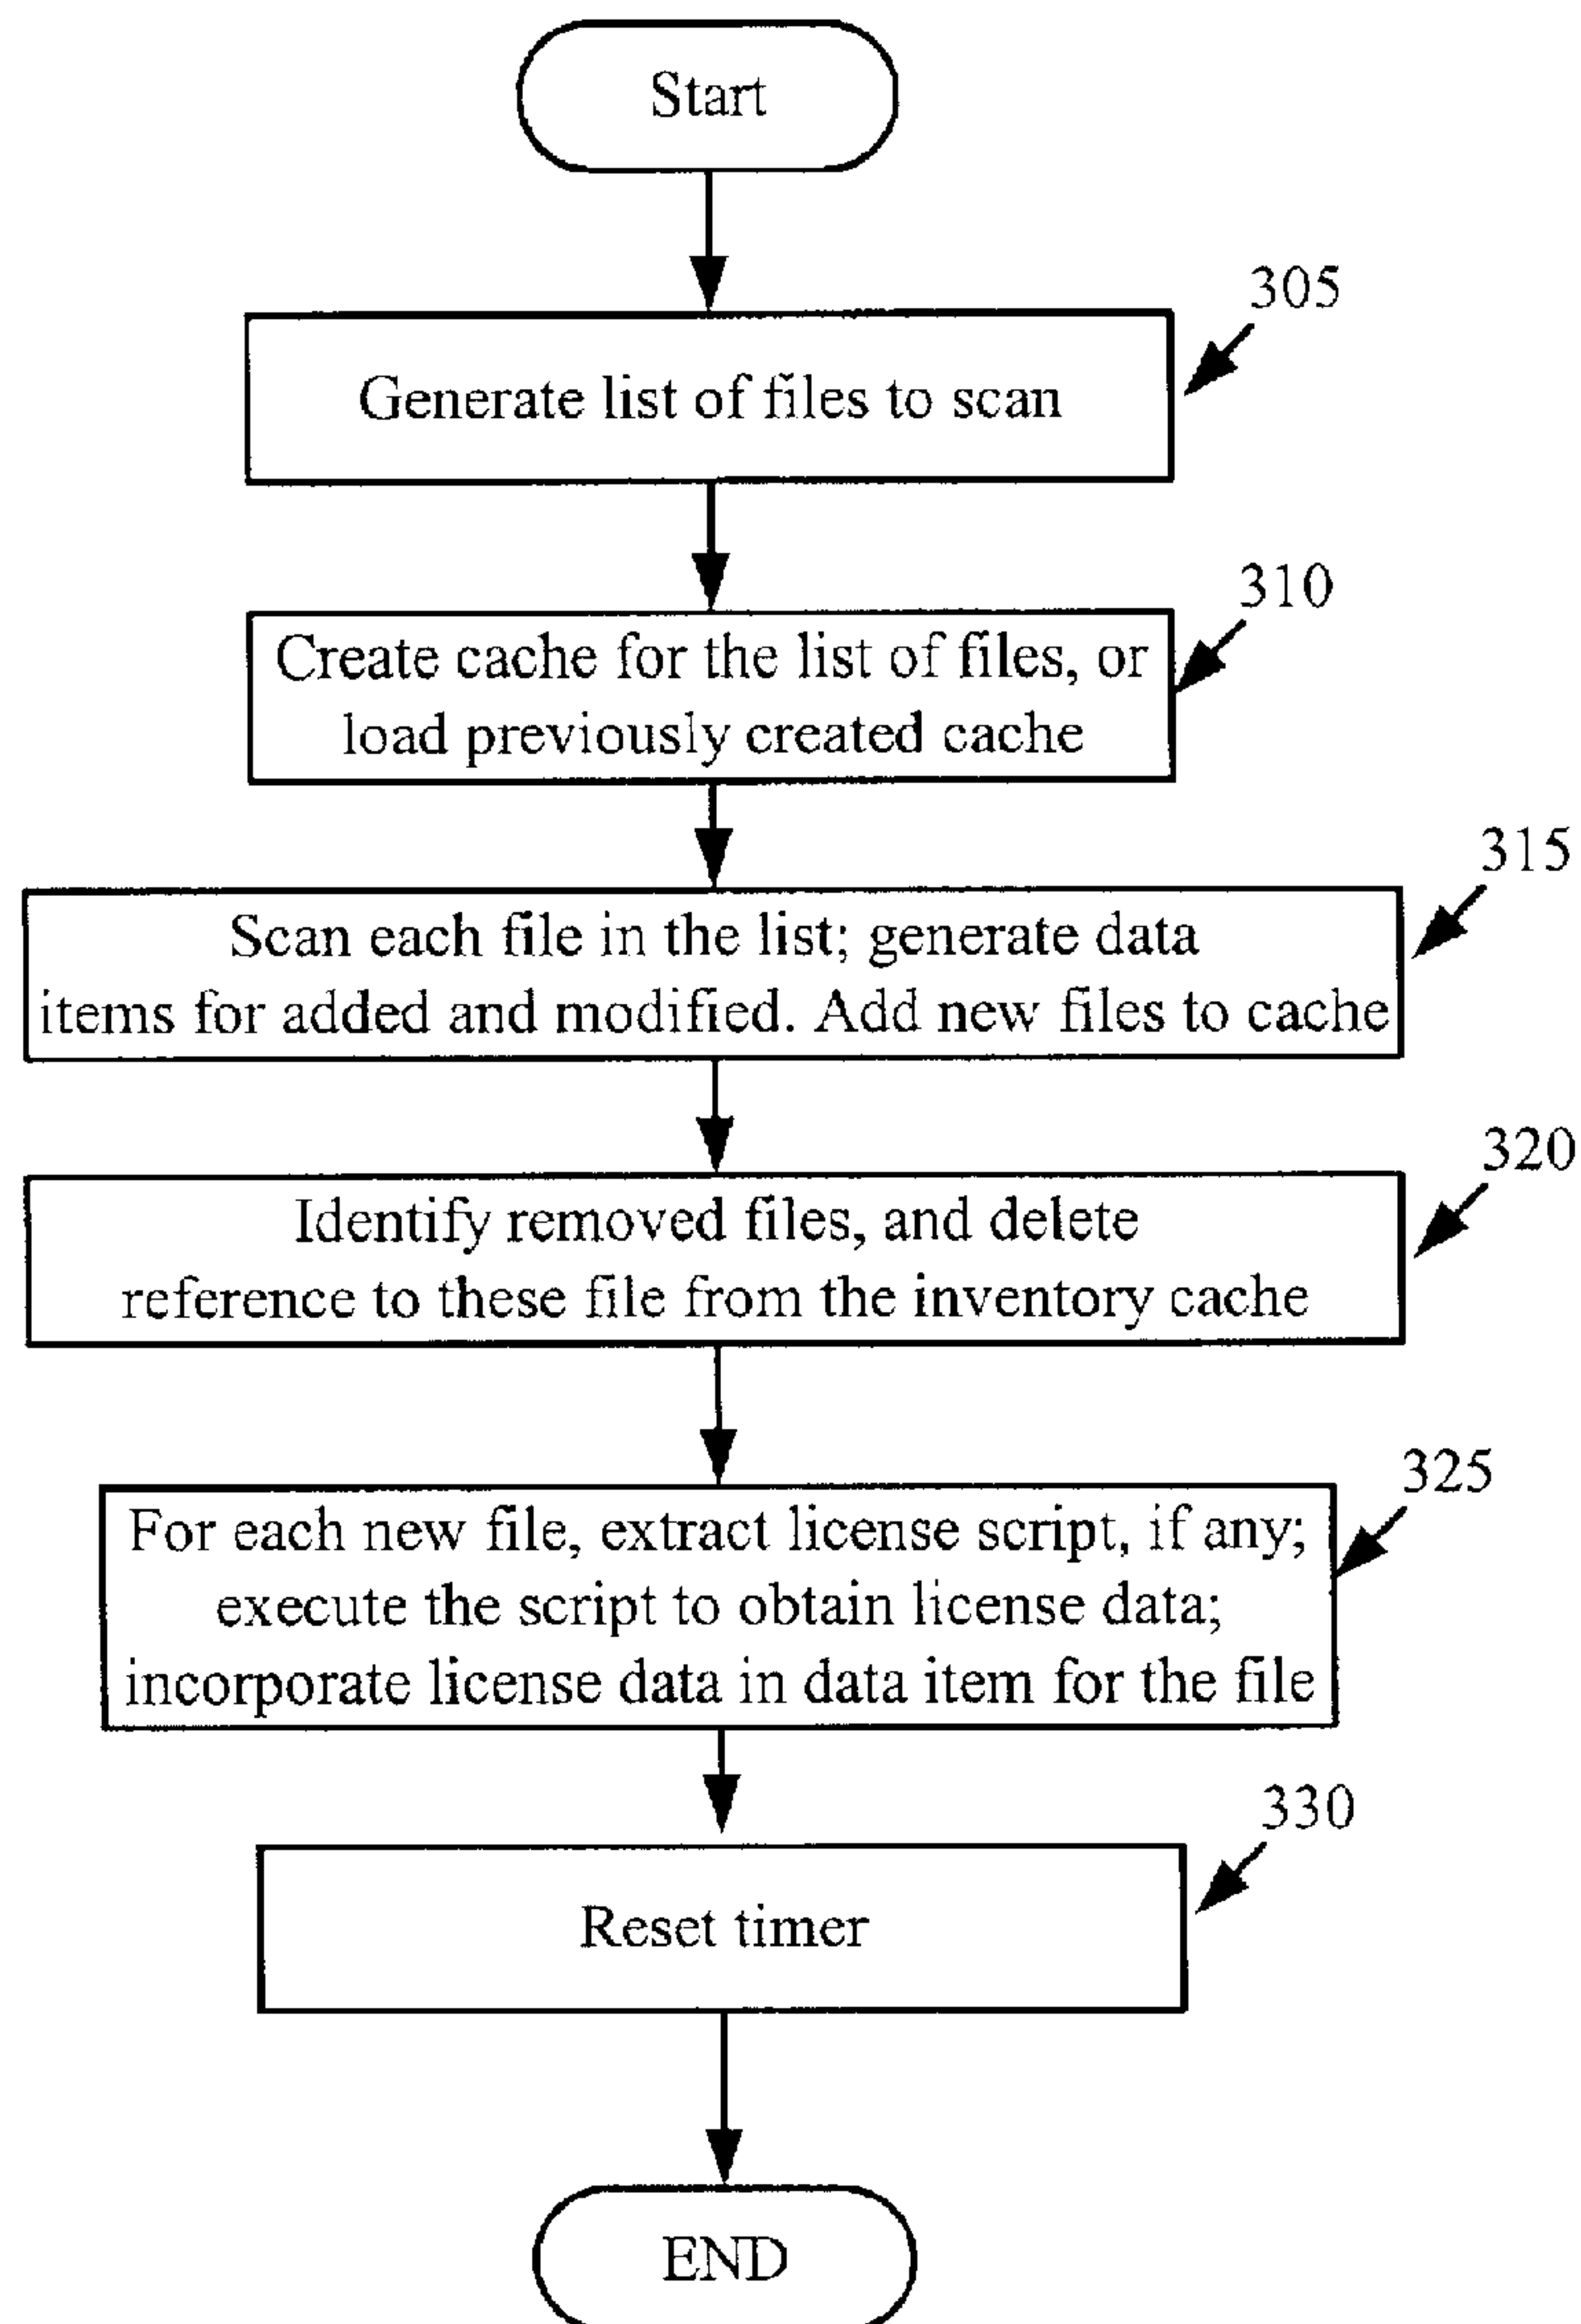 Start
305
Generate list of files to scan
310
Create cache for the list of files, or
load previously created cache
315
Scan each file in the list; generate data
items for added and modified. Add new files to cache
320
Identify removed files, and delete
reference to these file from the inventory cache
325
For each new file, extract license script, if any;
execute the script to obtain license data;
incorporate license data in data item for the file
330
Reset timer
END